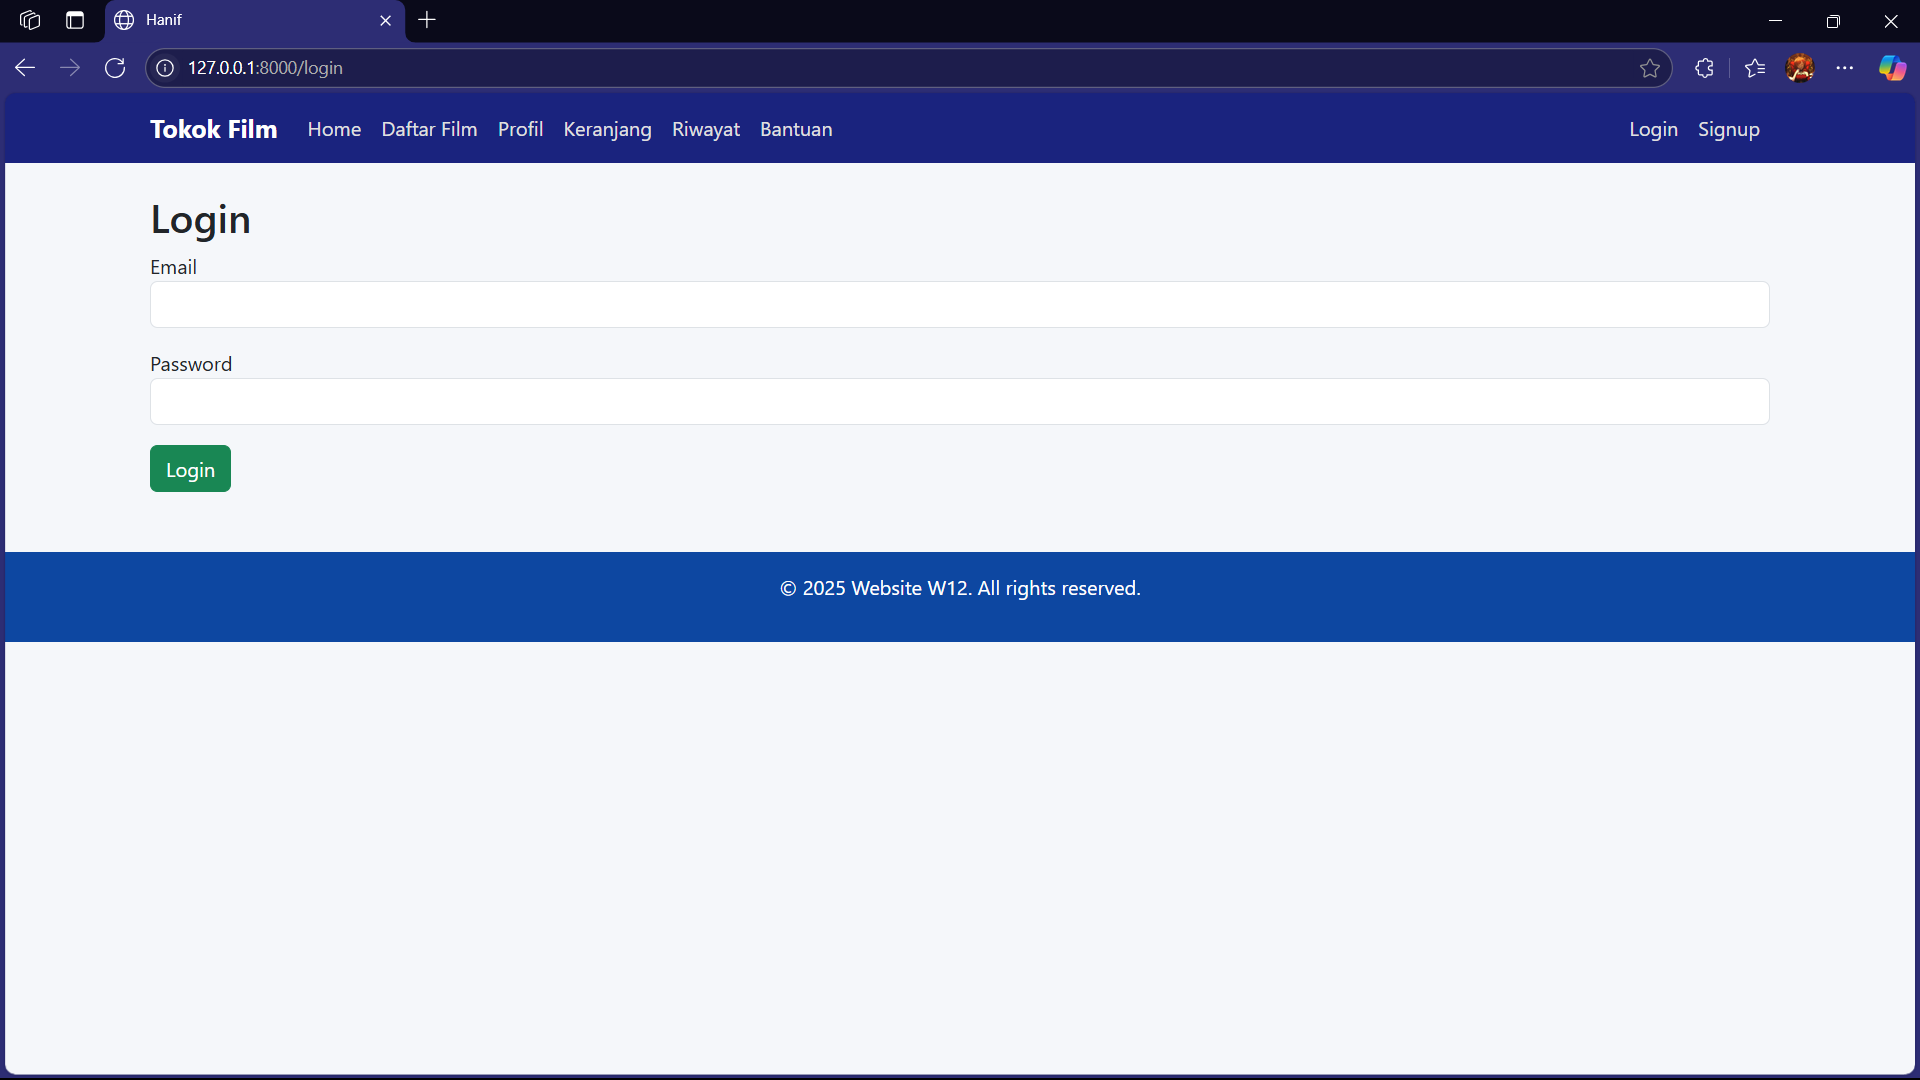 Hanif
127.0.0.1:8000/login
Tokok Film Home Daftar Film Profil Keranjang Riwayat Bantuan Login Signup
Login
Email
Password
Login
© 2025 Website W12. All rights reserved.